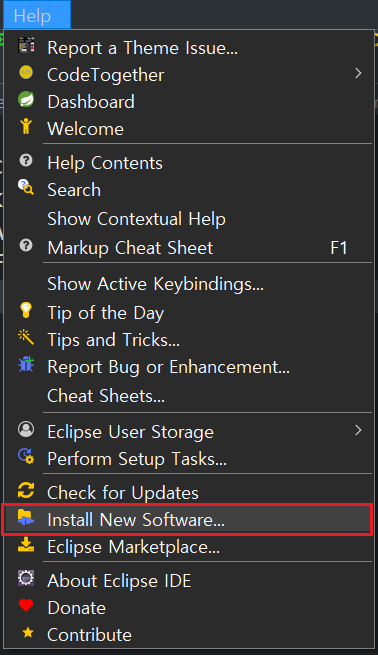 Help
Report a Theme Issue...
CodeTogether
Dashboard
Welcome
Help Contents
Search
Show Contextual Help
Markup Cheat Sheet F1
Show Active Keybindings...
Tip of the Day
Tips and Tricks...
Report Bug or Enhancement...
Cheat Sheets...
Eclipse User Storage
Perform Setup Tasks...
Check for Updates
Install New Software...
Eclipse Marketplace...
About Eclipse IDE
Donate
Contribute